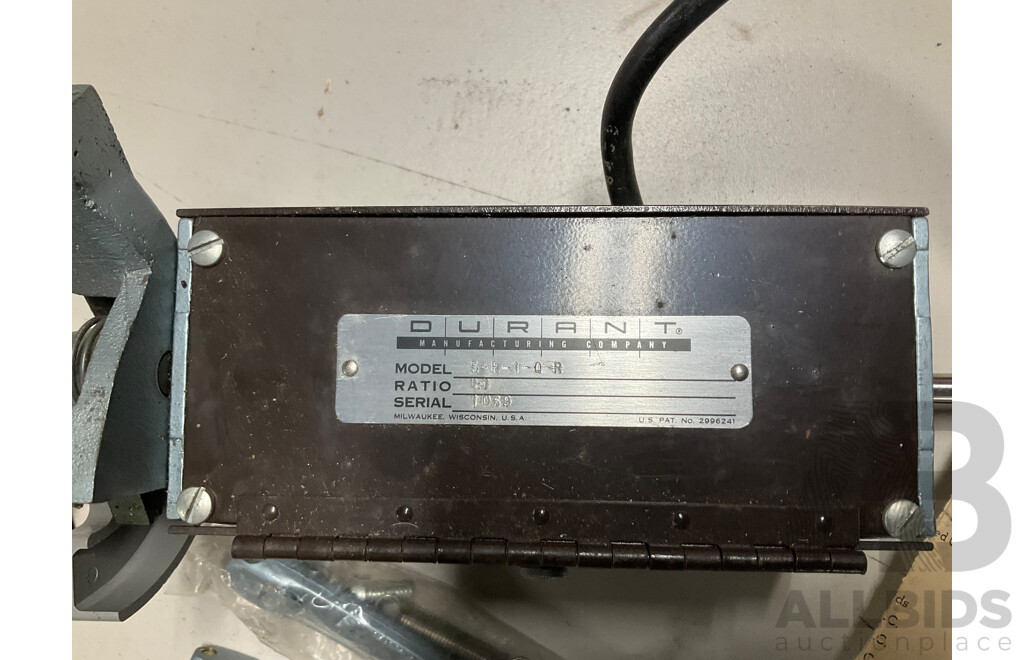 DURANT®
MANUFACTURING COMPANY
MODEL
RATIO
SERIAL
MILWAUKEE, WISCONSIN, U.S.A.
U.S. PAT. No. 2996241
ALLBIDS
auctionplace